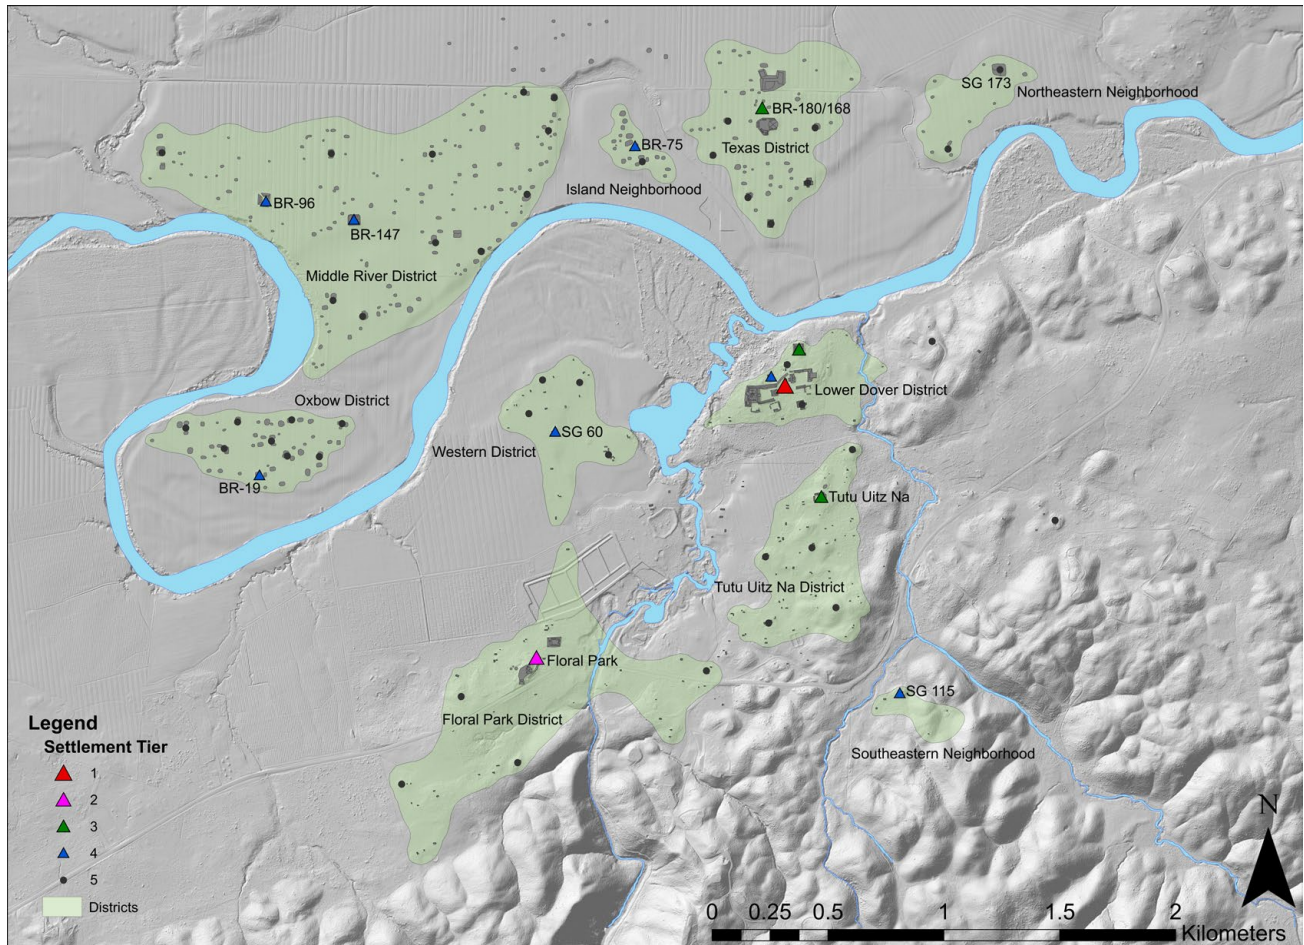 SG 173
Northeastern Neighborhood
BR-180/168
Texas District
BR-75
Island Neighborhood
BR-96
BR-147
Middle River District
Lower Dover District
Oxbow District
BR-19
SG 60
Western District
Tutu Uitz Na
Tutu Uitz Na District
Floral Park
Floral Park District
SG 115
Southeastern Neighborhood
Legend
Settlement Tier
1
2
3
4
5
Districts
N
0 0.25 0.5 1 1.5 2
Kilometers